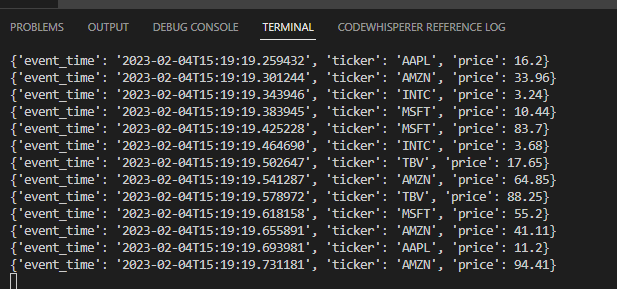 PROBLEMS OUTPUT DEBUG CONSOLE TERMINAL CODEWHISPERER REFERENCE LOG
{'event_time': '2023-02-04T15:19:19.259432', 'ticker': 'AAPL', 'price': 16.2}
{'event_time': '2023-02-04T15:19:19.301244', 'ticker': 'AMZN', 'price': 33.96}
{'event_time': '2023-02-04T15:19:19.343946', 'ticker': 'INTC', 'price': 3.24}
{'event_time': '2023-02-04T15:19:19.383945', 'ticker': 'MSFT', 'price': 10.44}
{'event_time': '2023-02-04T15:19:19.425228', 'ticker': 'MSFT', 'price': 83.7}
{'event_time': '2023-02-04T15:19:19.464690', 'ticker': 'INTC', 'price': 3.68}
{'event_time': '2023-02-04T15:19:19.502647', 'ticker': 'TBV', 'price': 17.65}
{'event_time': '2023-02-04T15:19:19.541287', 'ticker': 'AMZN', 'price': 64.85}
{'event_time': '2023-02-04T15:19:19.578972', 'ticker': 'TBV', 'price': 88.25}
{'event_time': '2023-02-04T15:19:19.618158', 'ticker': 'MSFT', 'price': 55.2}
{'event_time': '2023-02-04T15:19:19.655891', 'ticker': 'AMZN', 'price': 41.11}
{'event_time': '2023-02-04T15:19:19.693981', 'ticker': 'AAPL', 'price': 11.2}
{'event_time': '2023-02-04T15:19:19.731181', 'ticker': 'AMZN', 'price': 94.41}